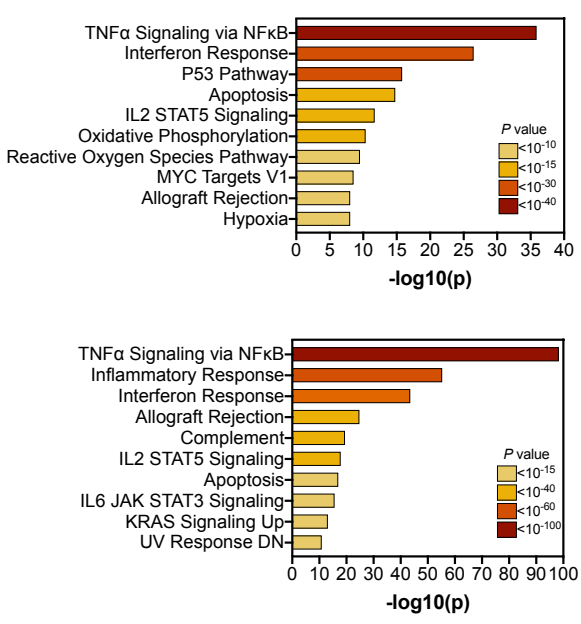 TNFα Signaling via NFκB
Interferon Response
P53 Pathway
Apoptosis
IL2 STAT5 Signaling
Oxidative Phosphorylation
Reactive Oxygen Species Pathway
MYC Targets V1
Allograft Rejection
Hypoxia
P value
<10-10
<10-15
<10-30
<10-40
0 5 10 15 20 25 30 35 40
-log10(p)
TNFα Signaling via NFκB
Inflammatory Response
Interferon Response
Allograft Rejection
Complement
IL2 STAT5 Signaling
Apoptosis
IL6 JAK STAT3 Signaling
KRAS Signaling Up
UV Response DN
P value
<10-15
<10-40
<10-60
<10-100
0 10 20 30 40 50 60 70 80 90 100
-log10(p)